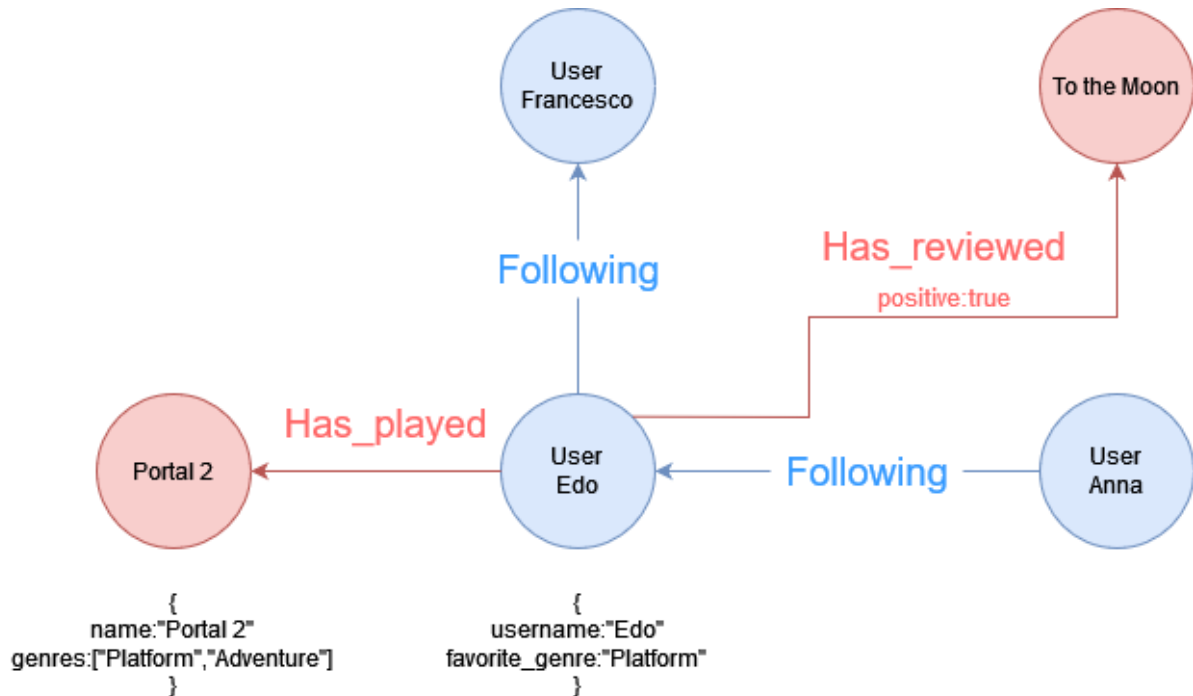 User
Francesco
To the Moon
Following
Has_reviewed
positive:true
Has_played
Portal 2
User
Edo
Following
User
Anna
{
name:"Portal 2"
genres:["Platform","Adventure"]
}
{
username:"Edo"
favorite_genre:"Platform"
}